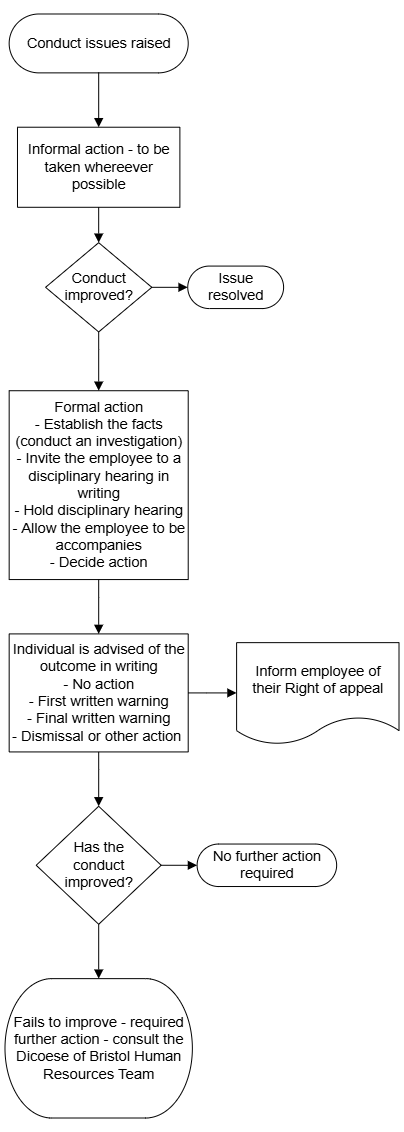 Conduct issues raised
Informal action - to be
taken whereever
possible
Conduct
improved?
Issue
resolved
Formal action
- Establish the facts
(conduct an investigation)
- Invite the employee to a
disciplinary hearing in
writing
- Hold disciplinary hearing
- Allow the employee to be
accompanies
- Decide action
Individual is advised of the
outcome in writing
- No action
- First written warning
- Final written warning
- Dismissal or other action
Inform employee of
their Right of appeal
Has the
conduct
improved?
No further action
required
Fails to improve - required
further action - consult the
Dicoese of Bristol Human
Resources Team